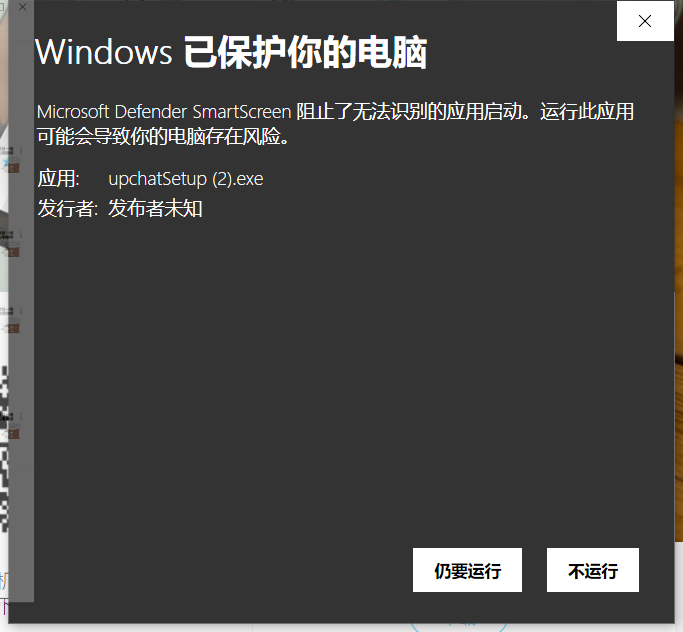 Windows 已保护你的电脑
Microsoft Defender SmartScreen 阻止了无法识别的应用启动。运行此应用
可能会导致你的电脑存在风险。
应用: upchatSetup (2).exe
发行者: 发布者未知
仍要运行 不运行